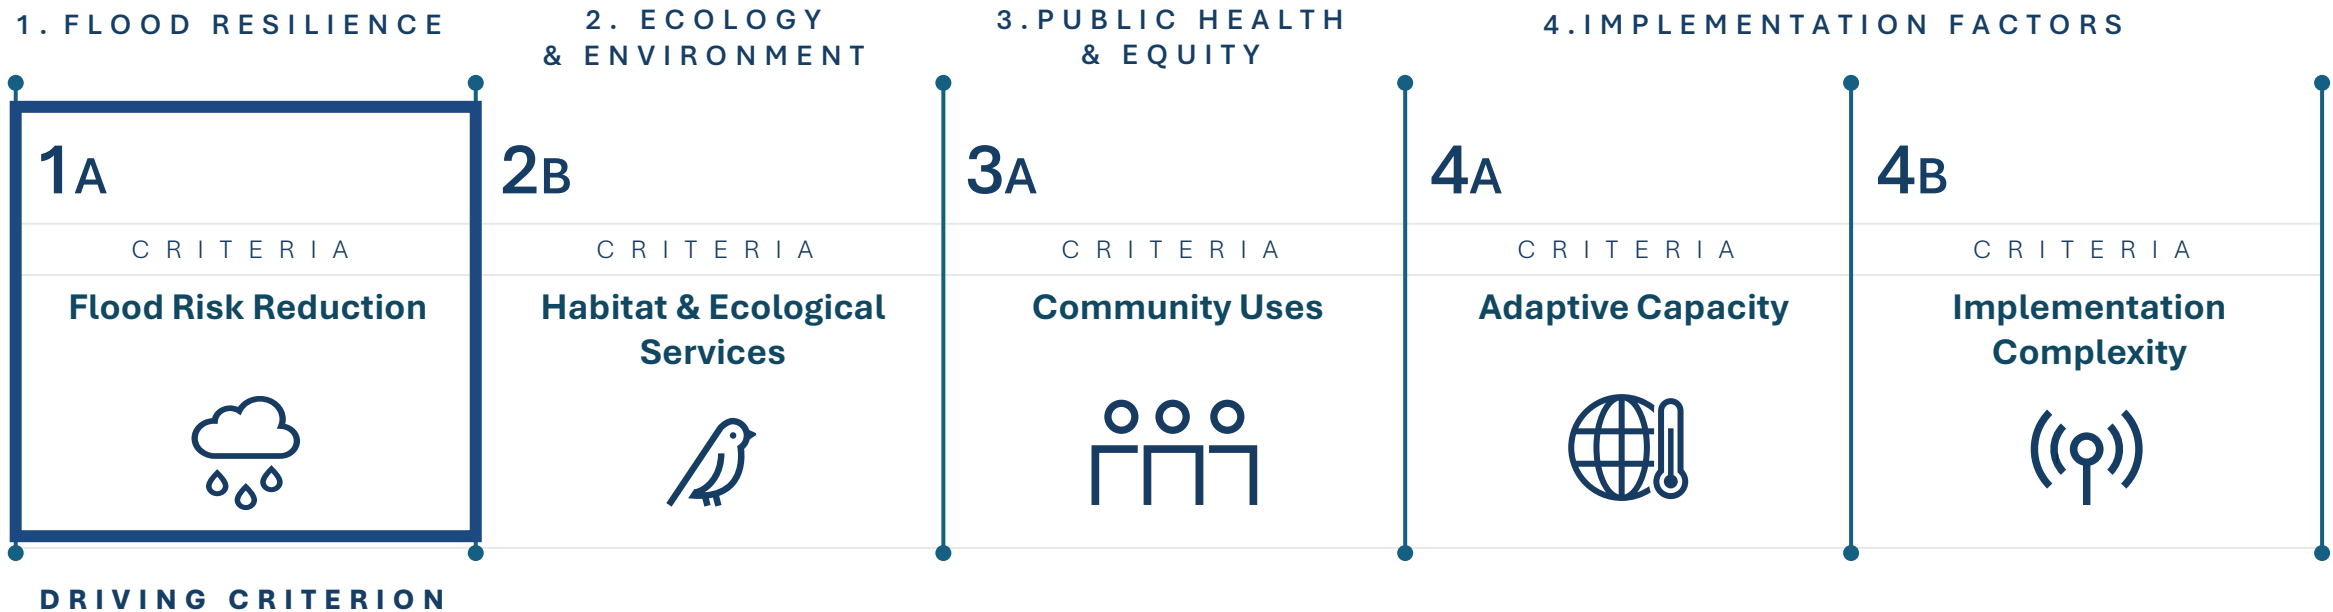 1. FLOOD RESILIENCE
2. ECOLOGY
& ENVIRONMENT
3.PUBLIC HEALTH
& EQUITY
4.IMPLEMENTATION FACTORS
1A
CRITERIA
Flood Risk Reduction
2B
CRITERIA
Habitat & Ecological
Services
3A
CRITERIA
Community Uses
4A
CRITERIA
Adaptive Capacity
4B
CRITERIA
Implementation
Complexity
DRIVING CRITERION